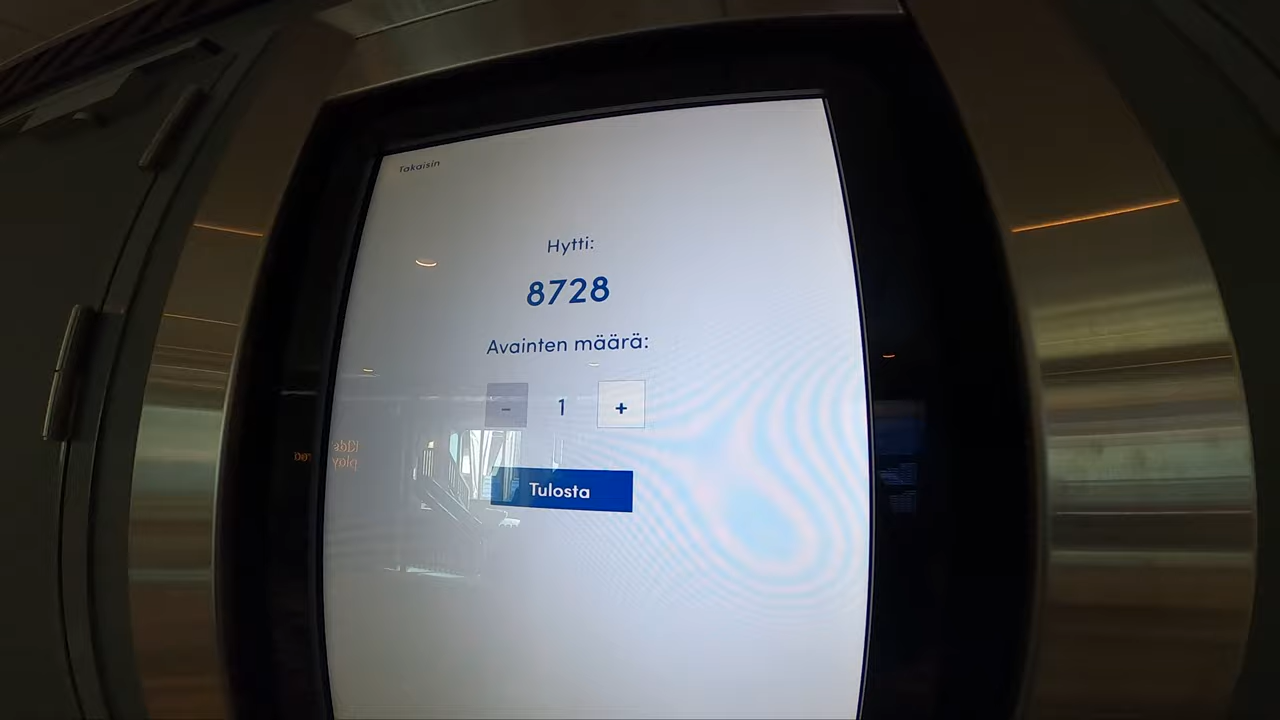 Takaisin
Hytti:
8728
Avainten määrä:
- 1 +
Tulosta